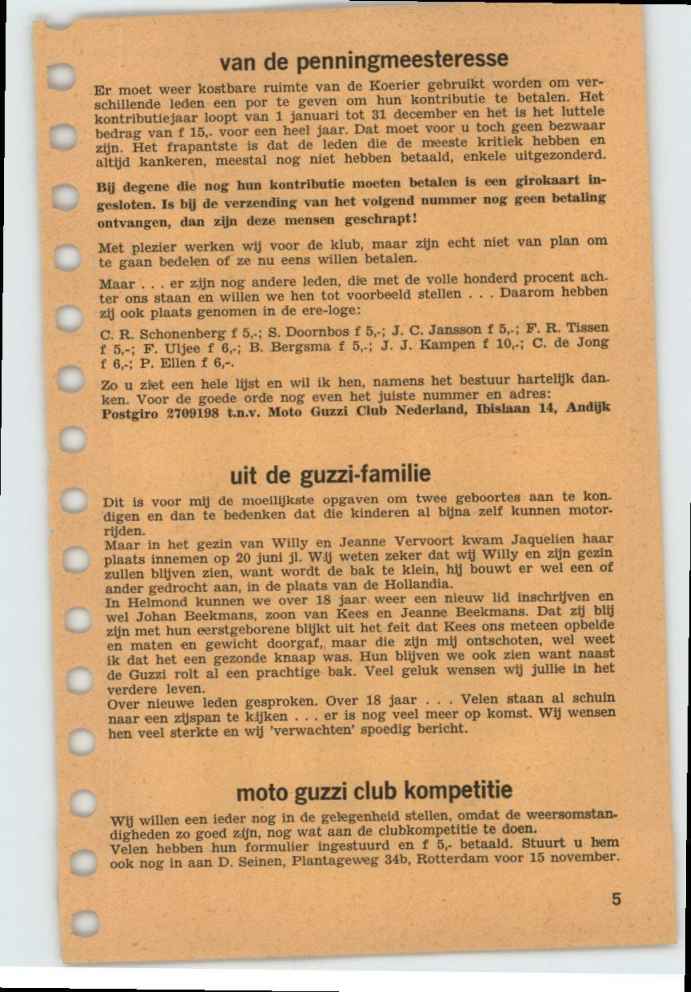 van de penningmeesteresse
Er moet weer kostbare ruimte van de Koerier gebruikt worden om ver-
schillende leden een por te geven om hun kontributie te betalen. Het
kontributiejaar loopt van 1 januari tot 31 december en het is het luttele
bedrag van f 15,- voor een heel jaar. Dat moet voor u toch geen bezwaar
zijn. Het frapantste is dat de leden die de meeste kritiek hebben en
altijd kankeren, meestal nog niet hebben betaald, enkele uitgezonderd.
Bij degene die nog hun kontributie moeten betalen is een girokaart in-
gesloten. Is bij de verzending van het volgend nummer nog geen betaling
ontvangen, dan zijn deze mensen geschrapt!
Met plezier werken wij voor de klub, maar zijn echt niet van plan om
te gaan bedelen of ze nu eens willen betalen.
Maar . . . er zijn nog andere leden, die met de volle honderd procent ach-
ter ons staan en willen we hen tot voorbeeld stellen . . . Daarom hebben
zij ook plaats genomen in de ere-loge:
C. R. Schonenberg f 5,-; S. Doornbos f 5,-; J. C. Jansson f 5,-; F. R. Tissen
f 5,-; F. Uljee f 6,-; B. Bergsma f 5,-; J. J. Kampen f 10,-; C. de Jong
f 6,-; P. Ellen f 6,-.
Zo u ziet een hele lijst en wil ik hen, namens het bestuur hartelijk dan-
ken. Voor de goede orde nog even het juiste nummer en adres:
Postgiro 2709198 t.n.v. Moto Guzzi Club Nederland, Ibislaan 14, Andijk
uit de guzzi-familie
Dit is voor mij de moeilijkste opgaven om twee geboortes aan te kon-
digen en dan te bedenken dat die kinderen al bijna zelf kunnen motor-
rijden.
Maar in het gezin van Willy en Jeanne Vervoort kwam Jaquelien haar
plaats innemen op 20 juni jl. Wij weten zeker dat wij Willy en zijn gezin
zullen blijven zien, want wordt de bak te klein, hij bouwt er wel een of
ander gedrocht aan, in de plaats van de Hollandia.
In Helmond kunnen we over 18 jaar weer een nieuw lid inschrijven en
wel Johan Beekmans, zoon van Kees en Jeanne Beekmans. Dat zij blij
zijn met hun eerstgeborene blijkt uit het feit dat Kees ons meteen opbelde
en maten en gewicht doorgaf, maar die zijn mij ontschoten, wel weet
ik dat het een gezonde knaap was. Hun blijven we ook zien want naast
de Guzzi rolt al een prachtige bak. Veel geluk wensen wij jullie in het
verdere leven.
Over nieuwe leden gesproken. Over 18 jaar . . . Velen staan al schuin
naar een zijspan te kijken . . . er is nog veel meer op komst. Wij wensen
hen veel sterkte en wij 'verwachten' spoedig bericht.
moto guzzi club kompetitie
Wij willen een ieder nog in de gelegenheid stellen, omdat de weersomstan-
digheden zo goed zijn, nog wat aan de clubkompetitie te doen.
Velen hebben hun formulier ingestuurd en f 5,- betaald. Stuurt u hem
ook nog in aan D. Seinen, Plantageweg 34b, Rotterdam voor 15 november.
5